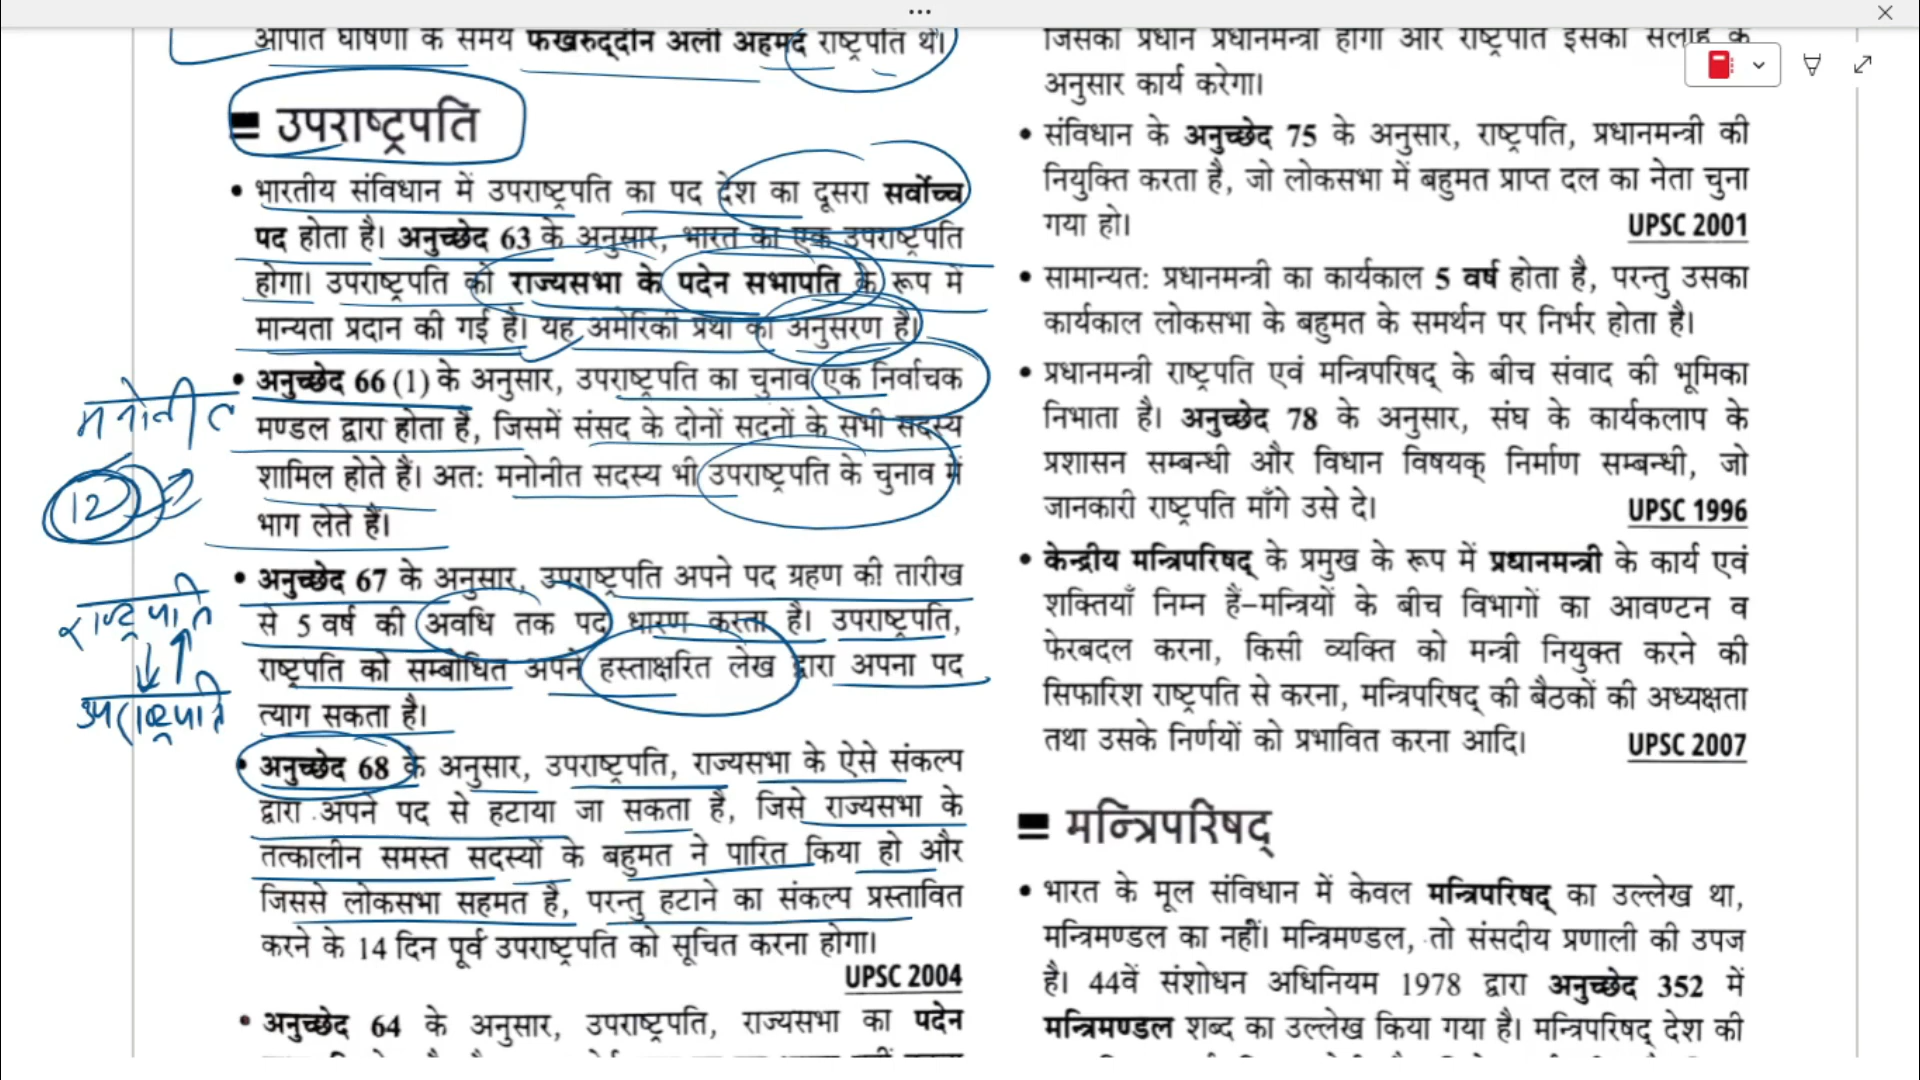 आपात घोषणा के समय फखरुद्दीन अली अहमद राष्ट्रपति थे।
उपराष्ट्रपति
• भारतीय संविधान में उपराष्ट्रपति का पद देश का दूसरा सर्वोच्च
पद होता है। अनुच्छेद 63 के अनुसार, भारत का एक उपराष्ट्रपति
होगा। उपराष्ट्रपति को राज्यसभा के पदेन सभापति के रूप में
मान्यता प्रदान की गई है। यह अमेरिकी प्रथा का अनुसरण है।
• अनुच्छेद 66 (1) के अनुसार, उपराष्ट्रपति का चुनाव एक निर्वाचक
मण्डल द्वारा होता है, जिसमें संसद के दोनों सदनों के सभी सदस्य
शामिल होते हैं। अत: मनोनीत सदस्य भी उपराष्ट्रपति के चुनाव में
भाग लेते हैं।
मनोनीत
12
• अनुच्छेद 67 के अनुसार, उपराष्ट्रपति अपने पद ग्रहण की तारीख
से 5 वर्ष की अवधि तक पद धारण करता है। उपराष्ट्रपति,
राष्ट्रपति को सम्बोधित अपने हस्ताक्षरित लेख द्वारा अपना पद
त्याग सकता है।
राष्ट्रपति
उपराष्ट्रपति
• अनुच्छेद 68 के अनुसार, उपराष्ट्रपति, राज्यसभा के ऐसे संकल्प
द्वारा अपने पद से हटाया जा सकता है, जिसे राज्यसभा के
तत्कालीन समस्त सदस्यों के बहुमत ने पारित किया हो और
जिससे लोकसभा सहमत है, परन्तु हटाने का संकल्प प्रस्तावित
करने के 14 दिन पूर्व उपराष्ट्रपति को सूचित करना होगा।
UPSC 2004
• अनुच्छेद 64 के अनुसार, उपराष्ट्रपति, राज्यसभा का पदेन
जिसका प्रधान प्रधानमन्त्री होगा और राष्ट्रपति इसकी सलाह के
अनुसार कार्य करेगा।
• संविधान के अनुच्छेद 75 के अनुसार, राष्ट्रपति, प्रधानमन्त्री की
नियुक्ति करता है, जो लोकसभा में बहुमत प्राप्त दल का नेता चुना
गया हो।
UPSC 2001
• सामान्यत: प्रधानमन्त्री का कार्यकाल 5 वर्ष होता है, परन्तु उसका
कार्यकाल लोकसभा के बहुमत के समर्थन पर निर्भर होता है।
• प्रधानमन्त्री राष्ट्रपति एवं मन्त्रिपरिषद् के बीच संवाद की भूमिका
निभाता है। अनुच्छेद 78 के अनुसार, संघ के कार्यकलाप के
प्रशासन सम्बन्धी और विधान विषयक् निर्माण सम्बन्धी, जो
जानकारी राष्ट्रपति माँगे उसे दे।
UPSC 1996
• केन्द्रीय मन्त्रिपरिषद् के प्रमुख के रूप में प्रधानमन्त्री के कार्य एवं
शक्तियाँ निम्न हैं–मन्त्रियों के बीच विभागों का आवण्टन व
फेरबदल करना, किसी व्यक्ति को मन्त्री नियुक्त करने की
सिफारिश राष्ट्रपति से करना, मन्त्रिपरिषद् की बैठकों की अध्यक्षता
तथा उसके निर्णयों को प्रभावित करना आदि।
UPSC 2007
मन्त्रिपरिषद्
• भारत के मूल संविधान में केवल मन्त्रिपरिषद् का उल्लेख था,
मन्त्रिमण्डल का नहीं। मन्त्रिमण्डल, तो संसदीय प्रणाली की उपज
है। 44वें संशोधन अधिनियम 1978 द्वारा अनुच्छेद 352 में
मन्त्रिमण्डल शब्द का उल्लेख किया गया है। मन्त्रिपरिषद् देश की